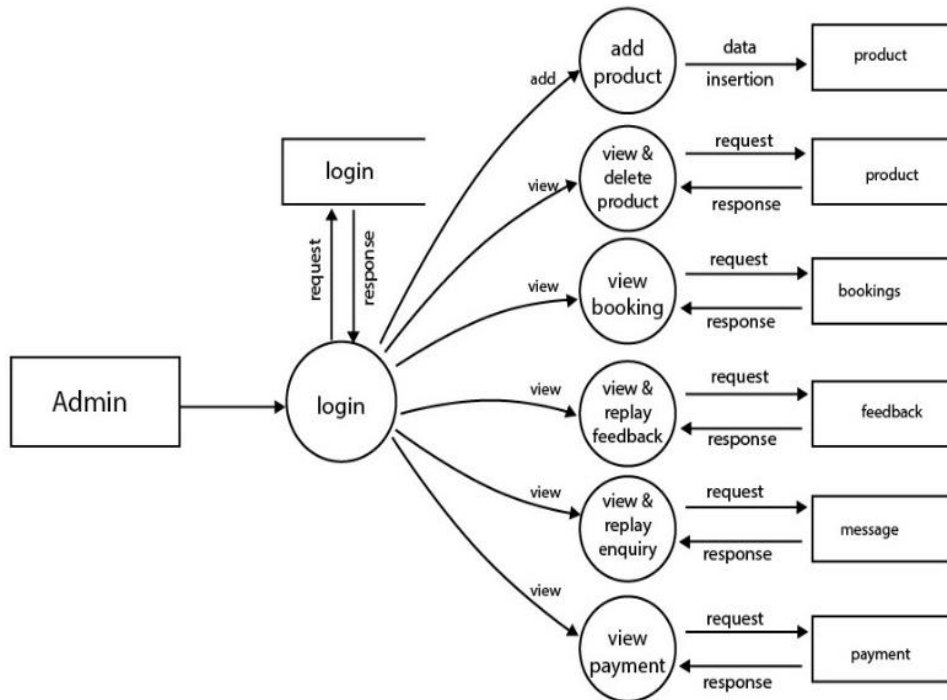 add
product
data
insertion
product
add
view &
delete
product
request
response
product
view
login
request
response
view
booking
request
response
bookings
view
Admin
login
view &
replay
feedback
request
response
feedback
view
view &
replay
enquiry
request
response
message
view
view
payment
request
response
payment
view